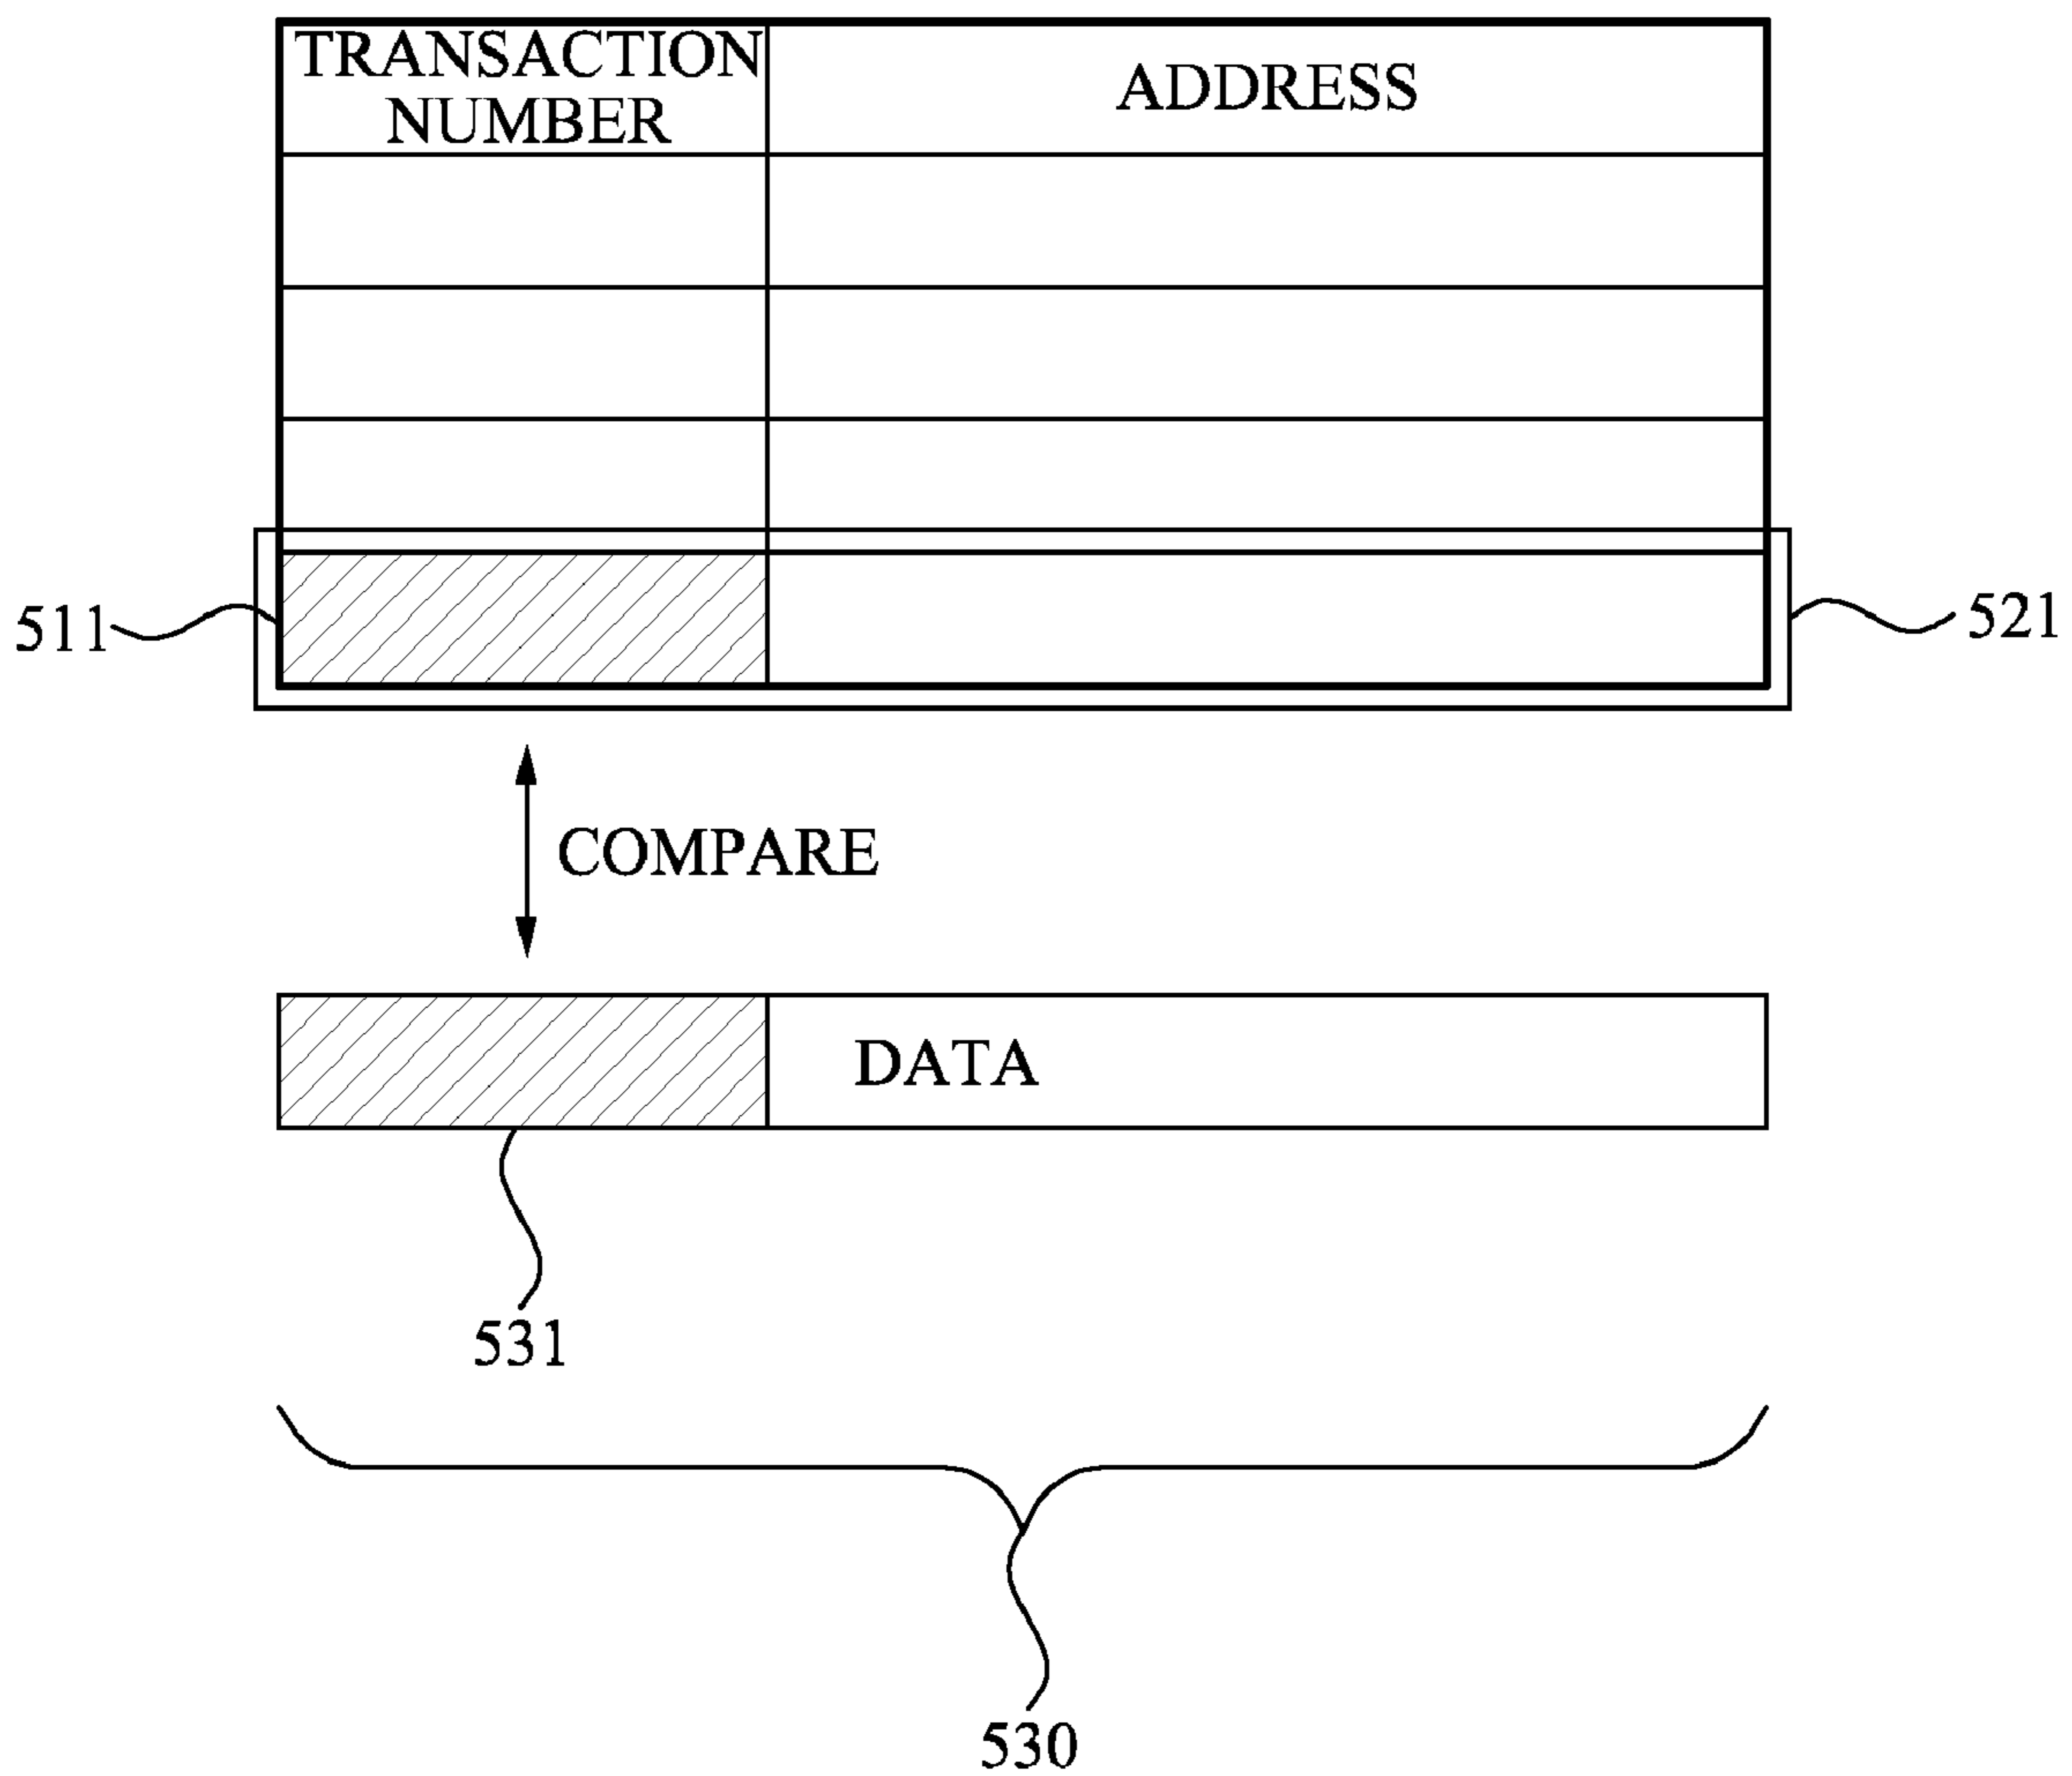 TRANSACTION
NUMBER
ADDRESS
511
521
COMPARE
DATA
531
530